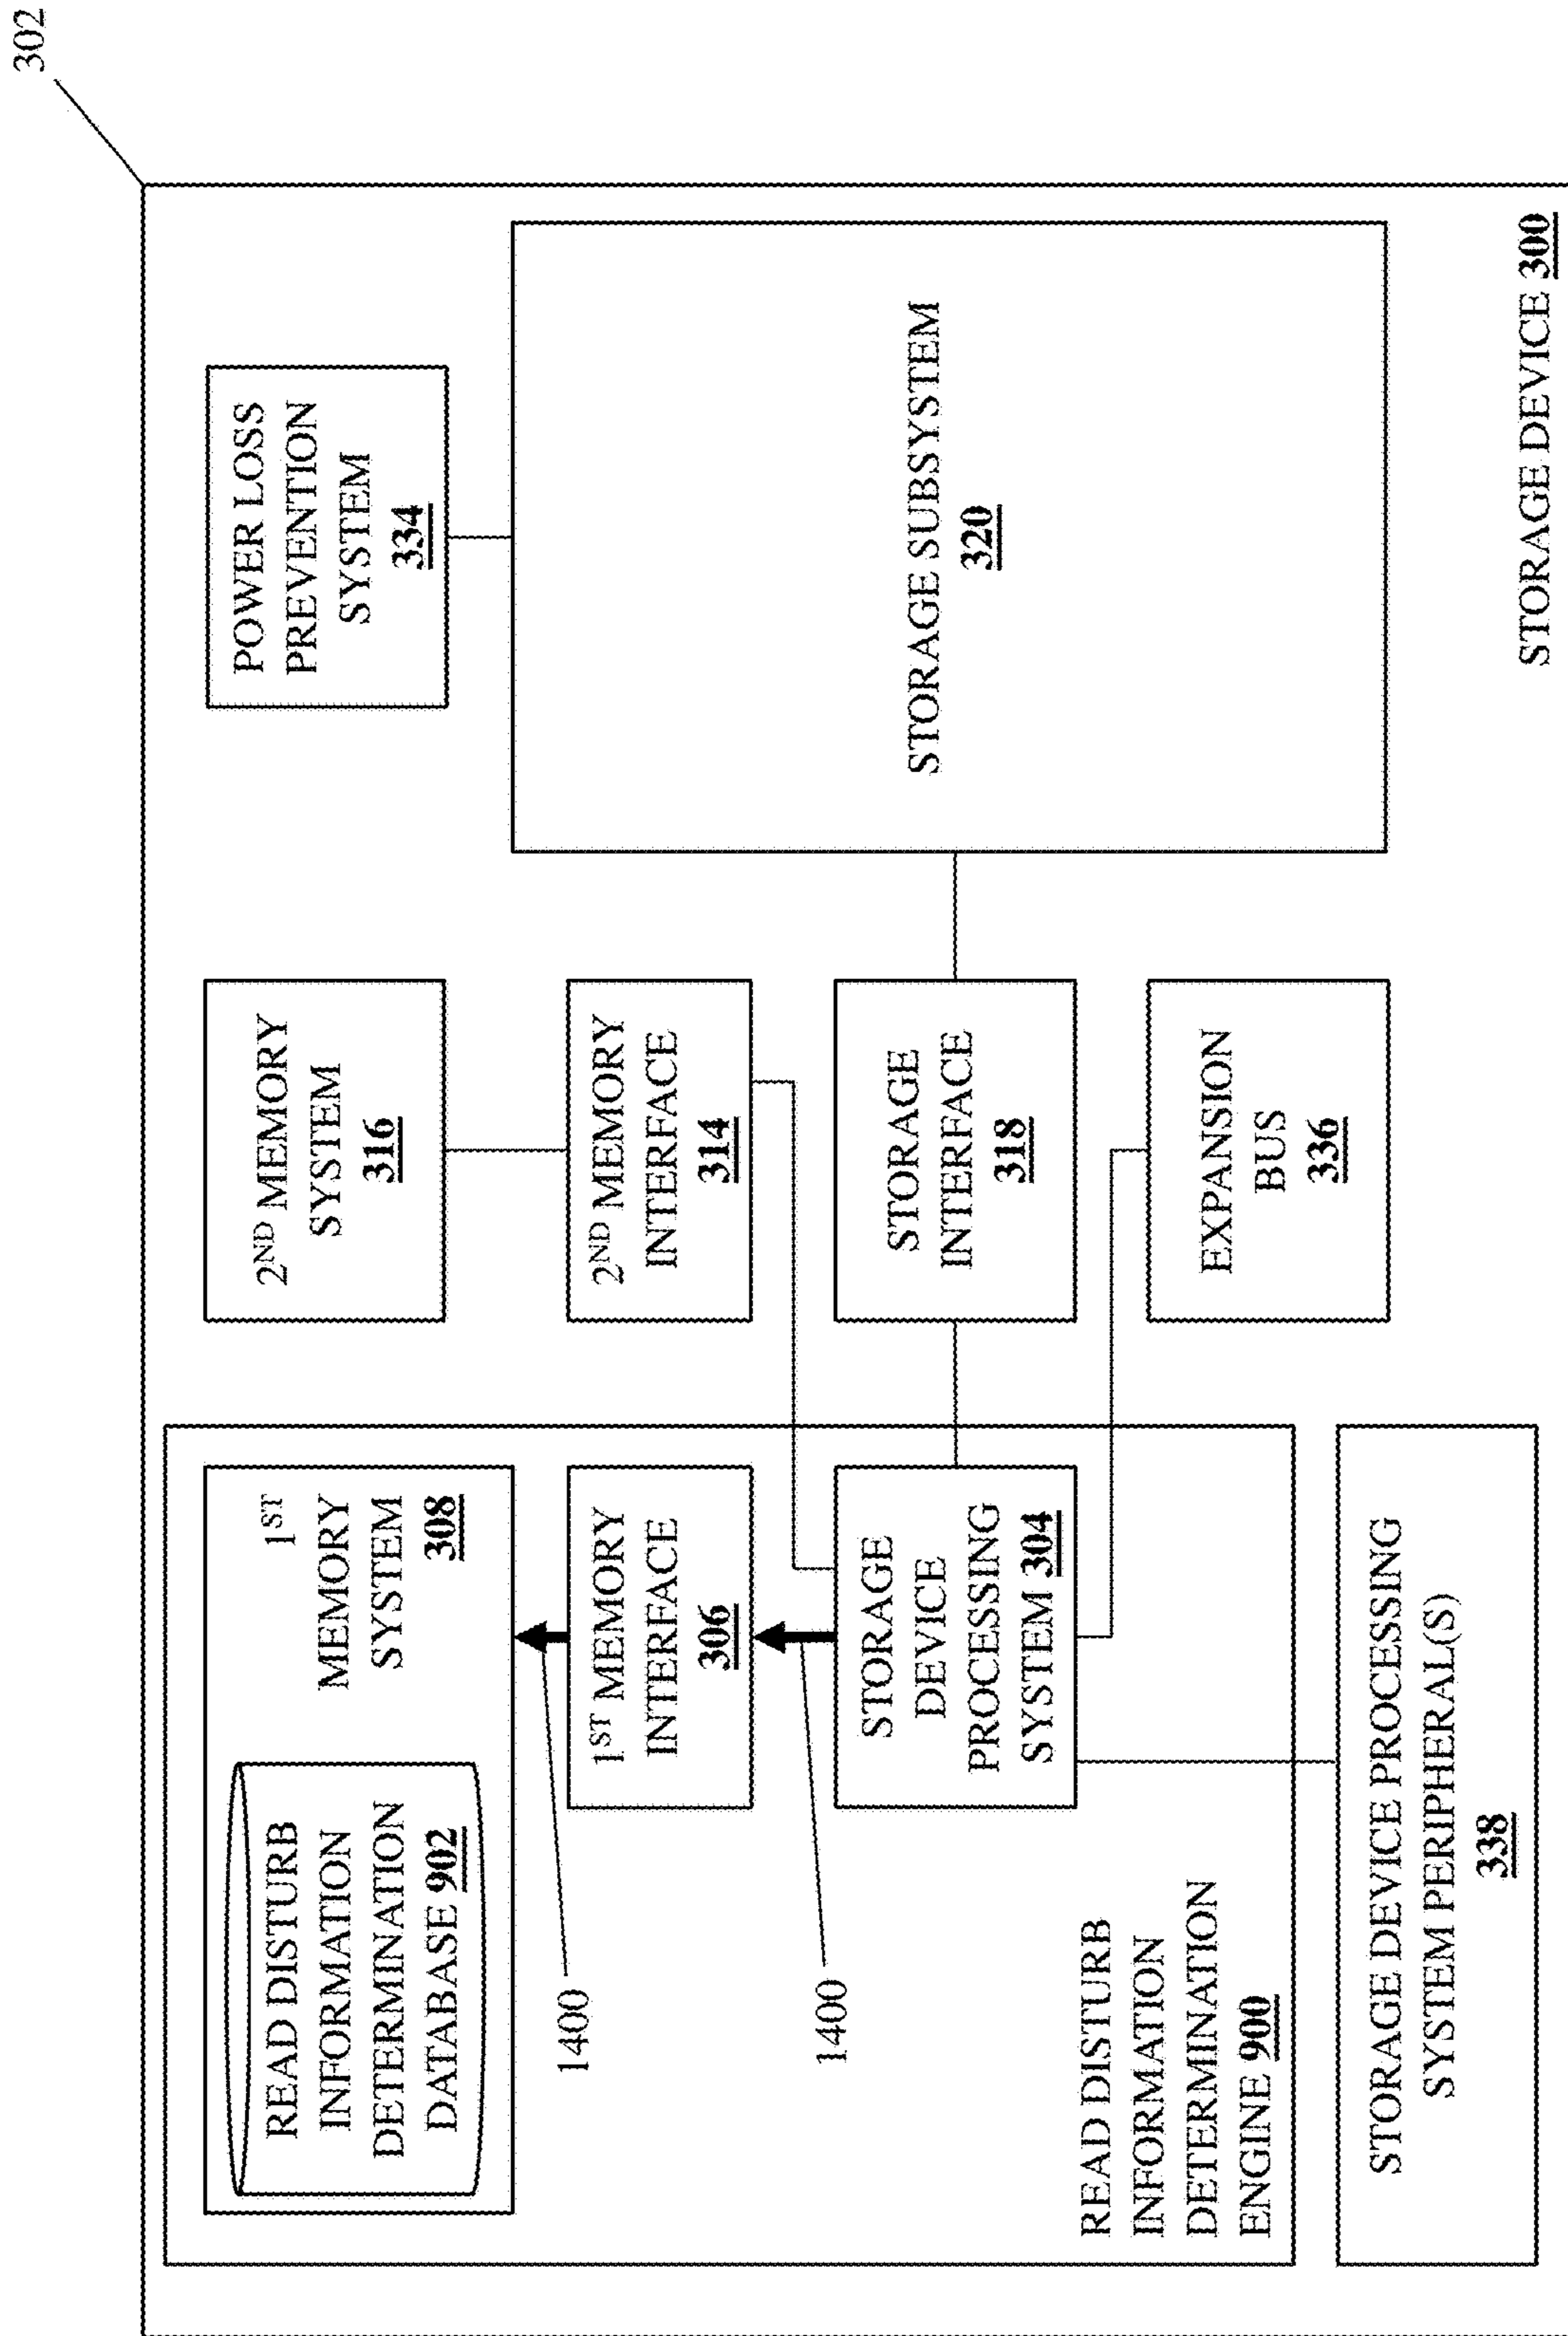 302
READ DISTURB
INFORMATION
DETERMINATION
DATABASE 902
1ST
MEMORY
SYSTEM 308
2ND MEMORY
SYSTEM
316
POWER LOSS
PREVENTION
SYSTEM
334
1400
1ST MEMORY
INTERFACE
306
2ND MEMORY
INTERFACE
314
1400
STORAGE
DEVICE
PROCESSING
SYSTEM 304
STORAGE
INTERFACE
318
STORAGE SUBSYSTEM
320
READ DISTURB
INFORMATION
DETERMINATION
ENGINE 900
EXPANSION
BUS
336
STORAGE DEVICE PROCESSING
SYSTEM PERIPHERAL(S)
338
STORAGE DEVICE 300